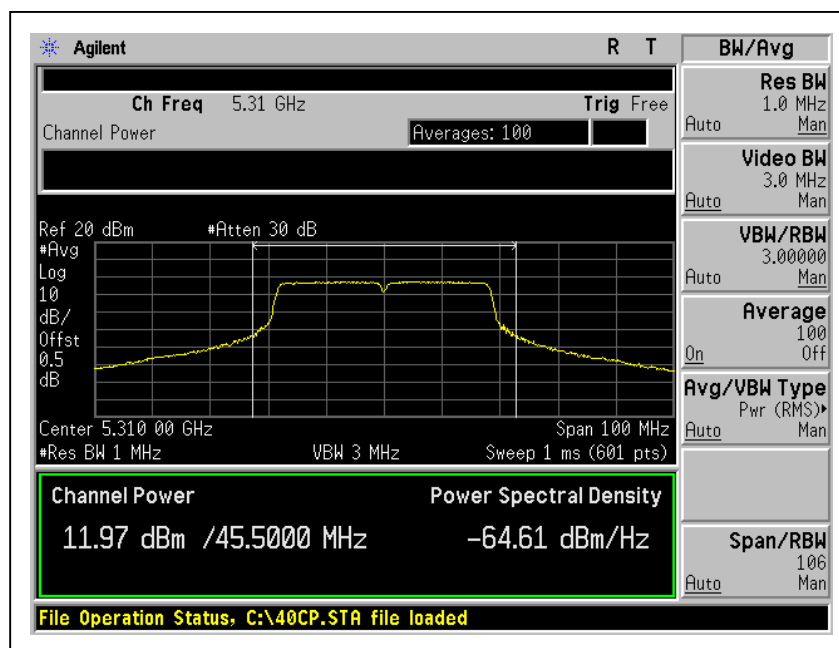 Agilent R T
Ch Freq 5.31 GHz Trig Free
Channel Power Averages: 100
Ref 20 dBm #Atten 30 dB
#Avg
Log
10
dB/
Offst
0.5
dB
Center 5.310 00 GHz Span 100 MHz
#Res BW 1 MHz VBW 3 MHz Sweep 1 ms (601 pts)
Channel Power Power Spectral Density
11.97 dBm /45.5000 MHz -64.61 dBm/Hz
File Operation Status, C:\40CP.STA file loaded
BW/Avg
Res BW
1.0 MHz
Auto Man
Video BW
3.0 MHz
Auto Man
VBW/RBW
3.00000
Auto Man
Average
100
On Off
Avg/VBW Type
Pwr (RMS)▸
Auto Man
Span/RBW
106
Auto Man